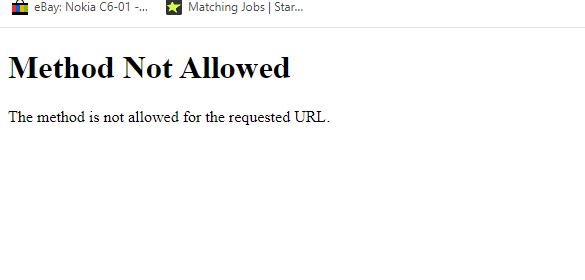 eBay: Nokia C6-01 -...
Matching Jobs | Star...
Method Not Allowed
The method is not allowed for the requested URL.